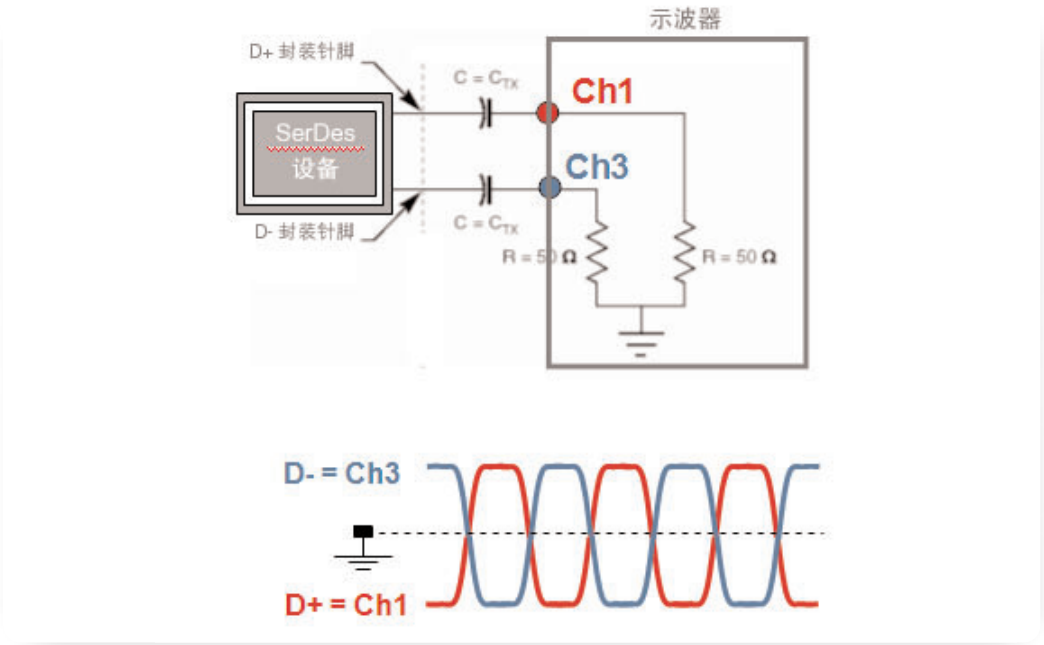 示波器
D+ 封装针脚
C = CTX
Ch1
SerDes
设备
Ch3
D- 封装针脚
C = CTX
R = 50 Ω
R = 50 Ω
D- = Ch3
D+ = Ch1